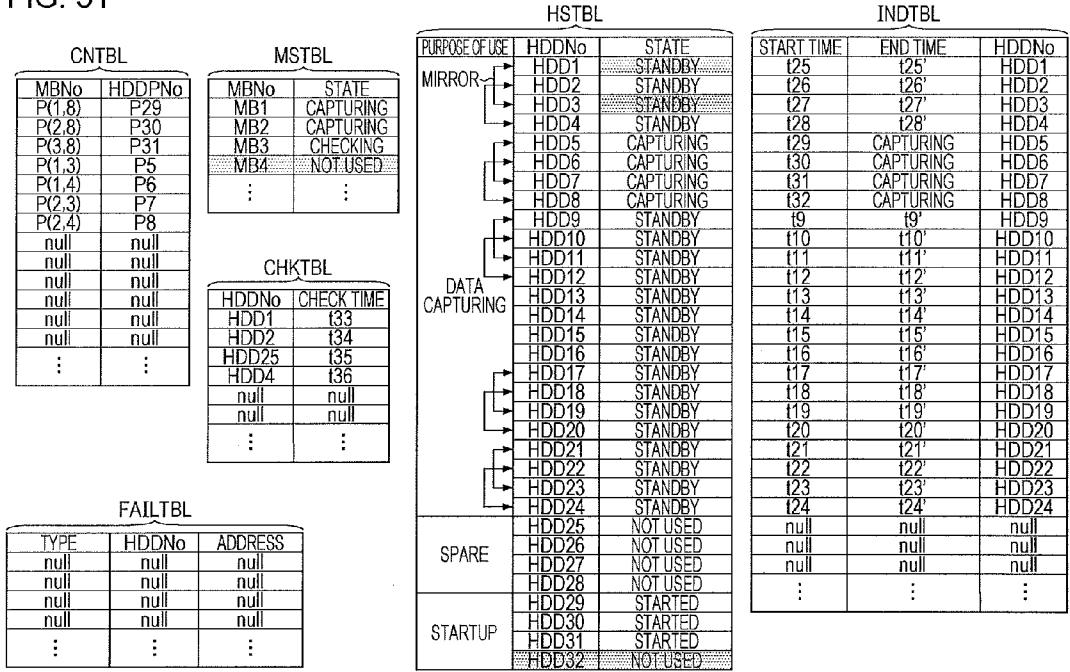 FIG. 31
CNTBL
MBNo HDDPNo
P(1,8) P29
P(2,8) P30
P(3.8) P31
P(1,3) P5
P(1,4) P6
P(2,3) P7
P(2,4) P8
null null
null null
null null
null null
null null
null null
⋮ ⋮
MSTBL
MBNo STATE
MB1 CAPTURING
MB2 CAPTURING
MB3 CHECKING
MB4 NOT USED
⋮ ⋮
CHKTBL
HDDNo CHECK TIME
HDD1 t33
HDD2 t34
HDD25 t35
HDD4 t36
null null
null null
⋮ ⋮
FAILTBL
TYPE HDDNo ADDRESS
null null null
null null null
null null null
null null null
⋮ ⋮ ⋮
HSTBL
PURPOSE OF USE HDDNo STATE
MIRROR
DATA
CAPTURING
HDD1 STANDBY
HDD2 STANDBY
HDD3 STANDBY
HDD4 STANDBY
HDD5 CAPTURING
HDD6 CAPTURING
HDD7 CAPTURING
HDD8 CAPTURING
HDD9 STANDBY
HDD10 STANDBY
HDD11 STANDBY
HDD12 STANDBY
HDD13 STANDBY
HDD14 STANDBY
HDD15 STANDBY
HDD16 STANDBY
HDD17 STANDBY
HDD18 STANDBY
HDD19 STANDBY
HDD20 STANDBY
HDD21 STANDBY
HDD22 STANDBY
HDD23 STANDBY
HDD24 STANDBY
SPARE
HDD25 NOT USED
HDD26 NOT USED
HDD27 NOT USED
HDD28 NOT USED
STARTUP
HDD29 STARTED
HDD30 STARTED
HDD31 STARTED
HDD32 NOT USED
INDTBL
START TIME END TIME HDDNo
t25 t25' HDD1
t26 t26' HDD2
t27 t27' HDD3
t28 t28' HDD4
t29 CAPTURING HDD5
t30 CAPTURING HDD6
t31 CAPTURING HDD7
t32 CAPTURING HDD8
t9 t9' HDD9
t10 t10' HDD10
t11 t11' HDD11
t12 t12' HDD12
t13 t13' HDD13
t14 t14' HDD14
t15 t15' HDD15
t16 t16' HDD16
t17 t17' HDD17
t18 t18' HDD18
t19 t19' HDD19
t20 t20' HDD20
t21 t21' HDD21
t22 t22' HDD22
t23 t23' HDD23
t24 t24' HDD24
null null null
null null null
null null null
⋮ ⋮ ⋮